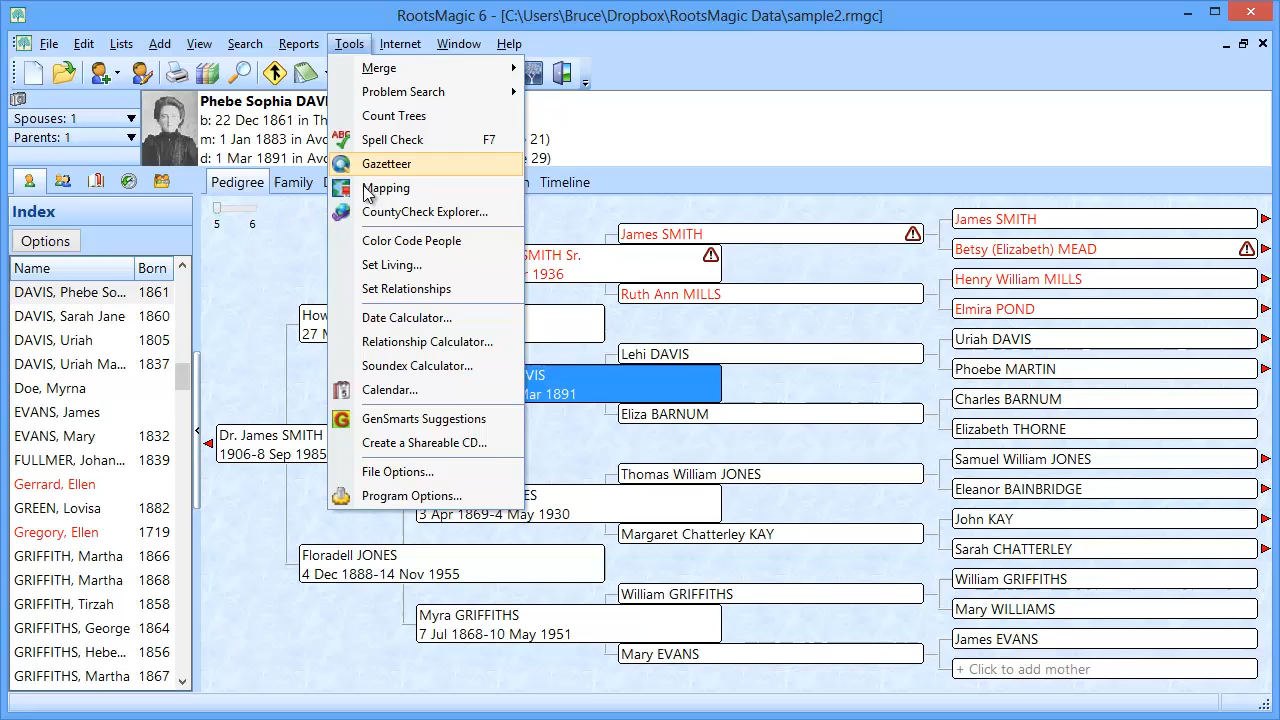 RootsMagic 6 - [C:\Users\Bruce\Dropbox\RootsMagic Data\sample2.rmgc]
File Edit Lists Add View Search Reports Tools Internet Window Help
Spouses: 1
Parents: 1
Phebe Sophia DAVI
b: 22 Dec 1861 in Th
m: 1 Jan 1883 in Avo 21)
d: 1 Mar 1891 in Avo e 29)
Merge
Problem Search
Count Trees
ABC Spell Check F7
Gazetteer
Mapping
CountyCheck Explorer...
Color Code People
Set Living...
Set Relationships
Date Calculator...
Relationship Calculator...
Soundex Calculator...
Calendar...
G GenSmarts Suggestions
Create a Shareable CD...
File Options...
Program Options...
Index
Options
Name Born
DAVIS, Phebe So... 1861
DAVIS, Sarah Jane 1860
DAVIS, Uriah 1805
DAVIS, Uriah Ma... 1837
Doe, Myrna
EVANS, James
EVANS, Mary 1832
FULLMER, Johan... 1839
Gerrard, Ellen
GREEN, Lovisa 1882
Gregory, Ellen 1719
GRIFFITH, Martha 1866
GRIFFITH, Martha 1868
GRIFFITH, Tirzah 1858
GRIFFITHS, George 1864
GRIFFITHS, Hebe... 1856
GRIFFITHS, Martha 1867
Pedigree Family Timeline
5 6
Dr. James SMITH
1906-8 Sep 1985
How
27 M
Floradell JONES
4 Dec 1888-14 Nov 1955
SMITH Sr.
r 1936
VIS
Mar 1891
ES
3 Apr 1869-4 May 1930
Myra GRIFFITHS
7 Jul 1868-10 May 1951
James SMITH
Ruth Ann MILLS
Lehi DAVIS
Eliza BARNUM
Thomas William JONES
Margaret Chatterley KAY
William GRIFFITHS
Mary EVANS
James SMITH
Betsy (Elizabeth) MEAD
Henry William MILLS
Elmira POND
Uriah DAVIS
Phoebe MARTIN
Charles BARNUM
Elizabeth THORNE
Samuel William JONES
Eleanor BAINBRIDGE
John KAY
Sarah CHATTERLEY
William GRIFFITHS
Mary WILLIAMS
James EVANS
+ Click to add mother